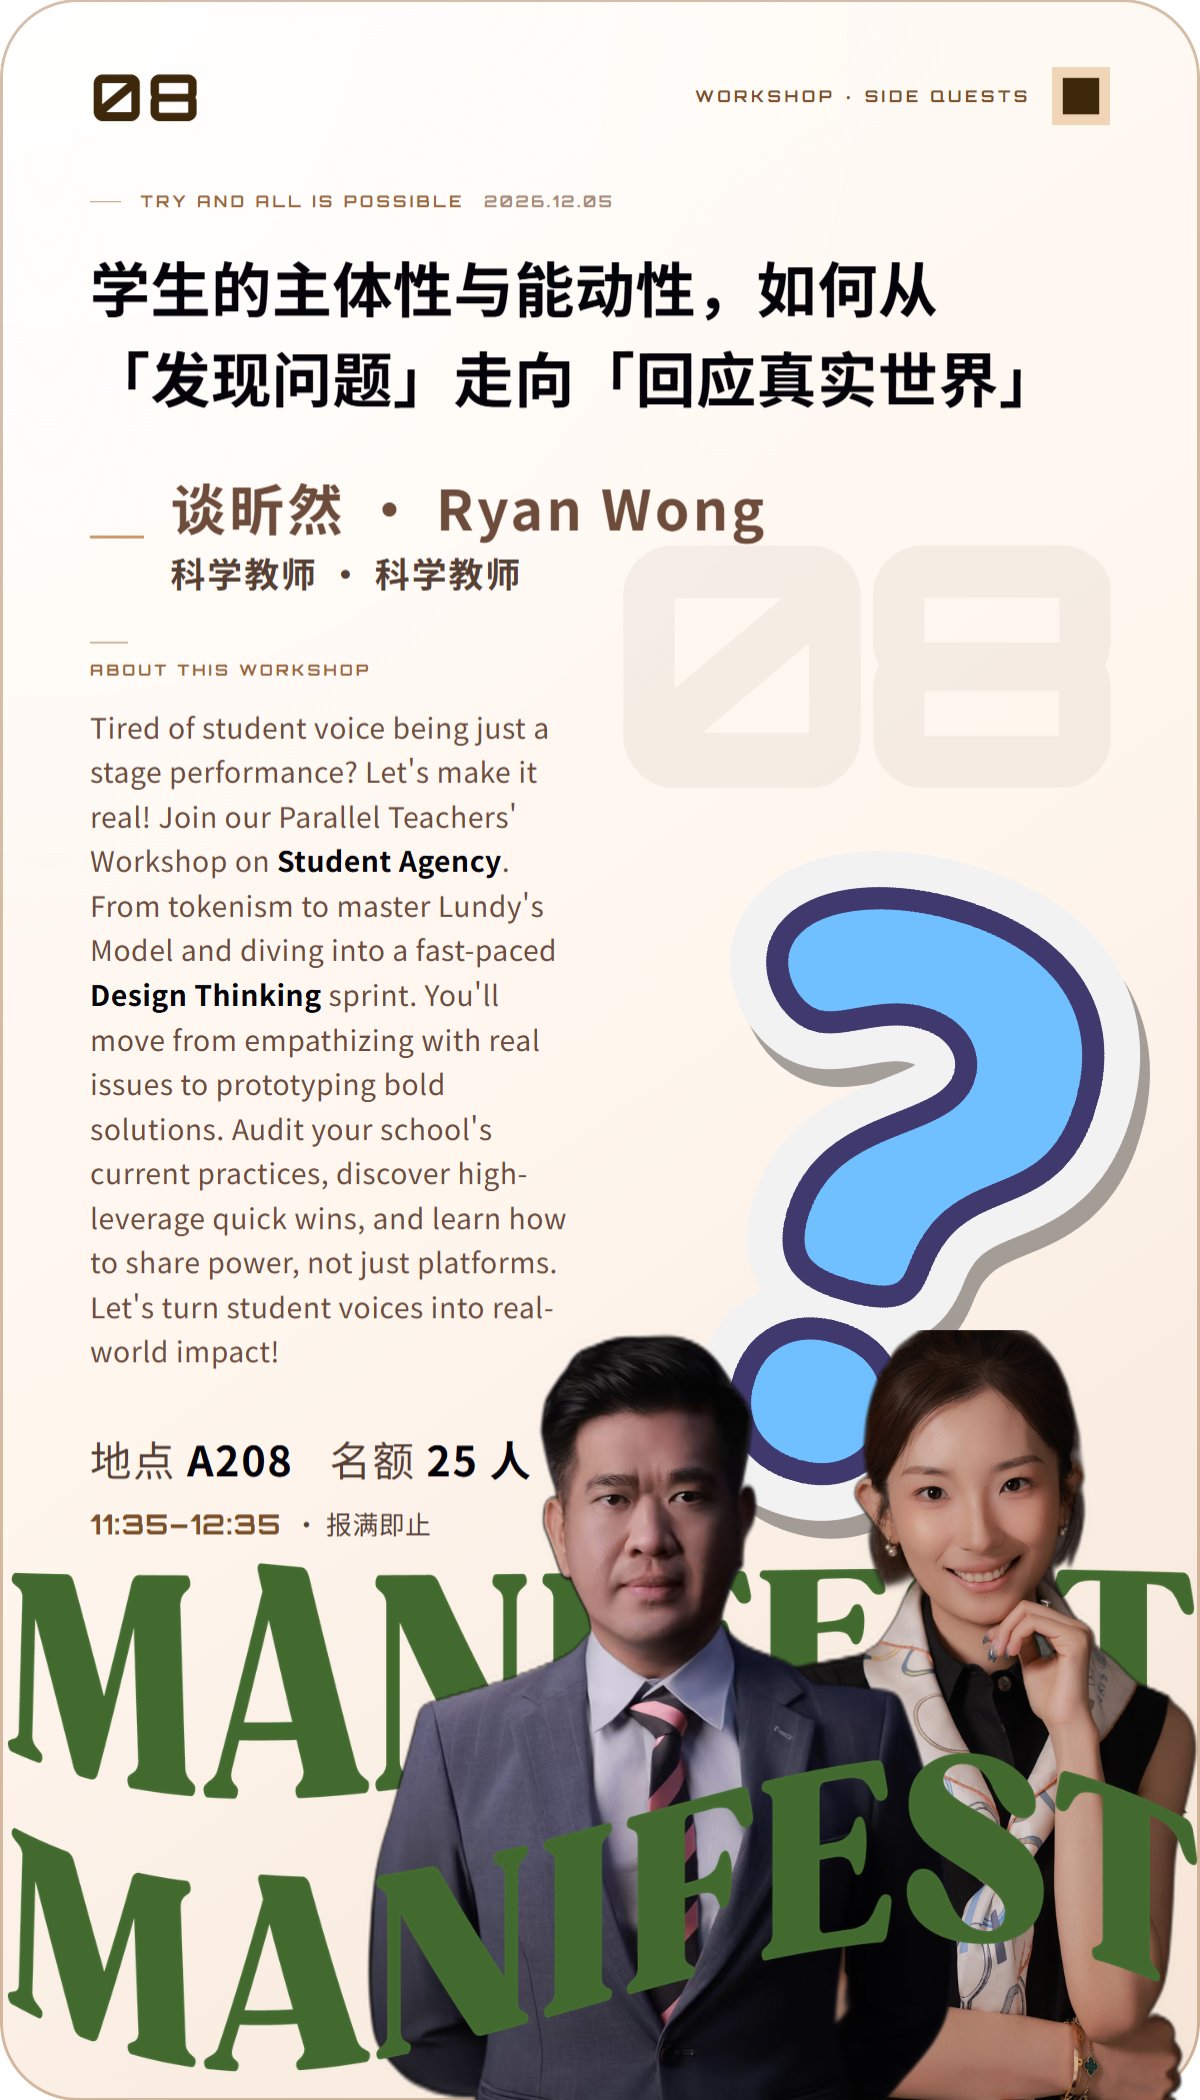 08
WORKSHOP · SIDE QUESTS
TRY AND ALL IS POSSIBLE 2026.12.05
学生的主体性与能动性，如何从
「发现问题」走向「回应真实世界」
谈昕然 · Ryan Wong
科学教师 · 科学教师
08
ABOUT THIS WORKSHOP
Tired of student voice being just a
stage performance? Let's make it
real! Join our Parallel Teachers'
Workshop on Student Agency.
From tokenism to master Lundy's
Model and diving into a fast-paced
Design Thinking sprint. You'll
move from empathizing with real
issues to prototyping bold
solutions. Audit your school's
current practices, discover high-
leverage quick wins, and learn how
to share power, not just platforms.
Let's turn student voices into real-
world impact!
?
地点 A208 名额 25 人
11:35–12:35 · 报满即止
MANIFEST
MANIFEST